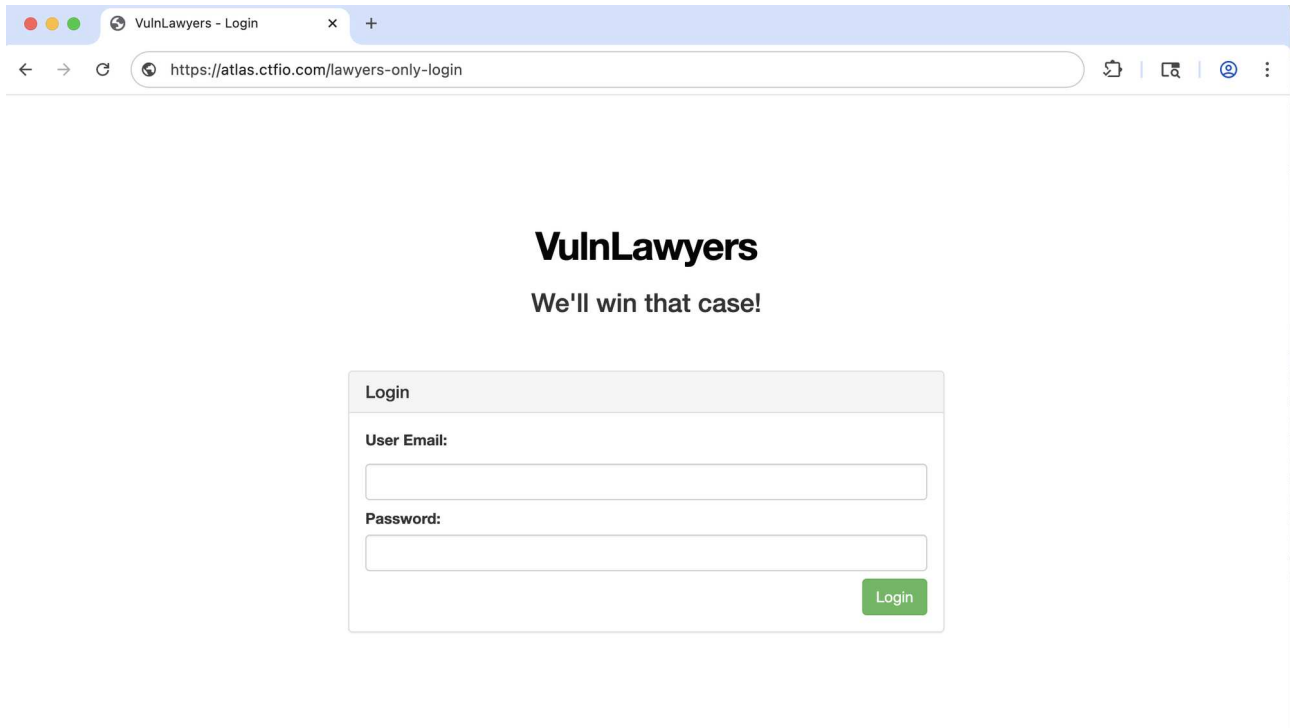 VulnLawyers - Login
https://atlas.ctfio.com/lawyers-only-login
VulnLawyers
We'll win that case!
Login
User Email:
Password:
Login